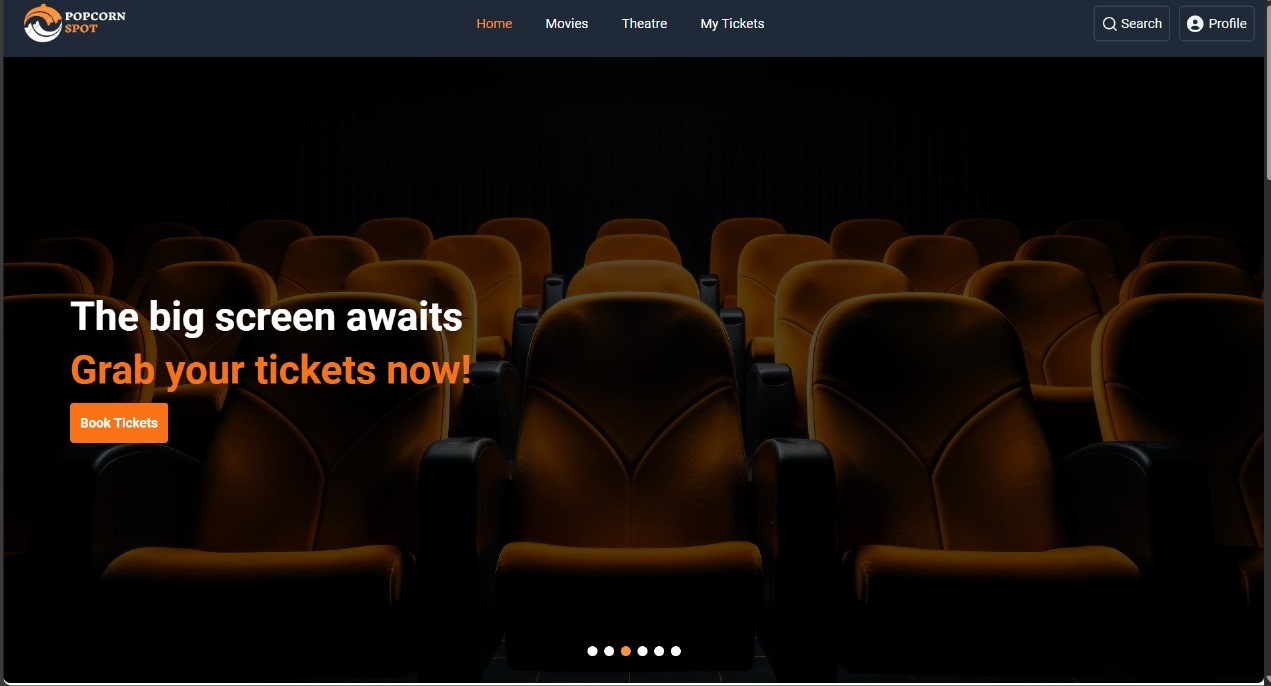 POPCORN
SPOT
Home Movies Theatre My Tickets
Search Profile
The big screen awaits
Grab your tickets now!
Book Tickets